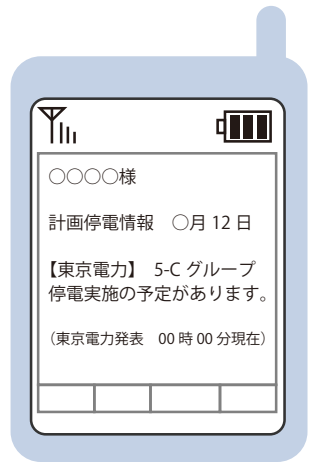 ○○○○様
計画停電情報　○月 12 日
【東京電力】 5-C グループ
停電実施の予定があります。
（東京電力発表　00 時 00 分現在）